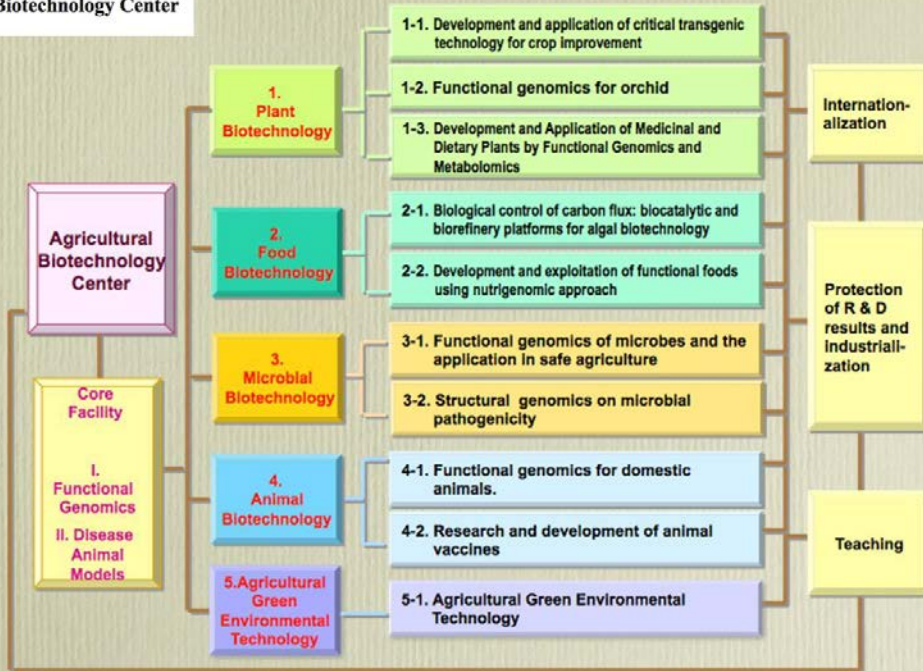 Biotechnology Center
Agricultural
Biotechnology
Center
Core
Facility
I.
Functional
Genomics
II. Disease
Animal
Models
1.
Plant
Biotechnology
1-1. Development and application of critical transgenic
technology for crop improvement
1-2. Functional genomics for orchid
1-3. Development and Application of Medicinal and
Dietary Plants by Functional Genomics and
Metabolomics
2.
Food
Biotechnology
2-1. Biological control of carbon flux: biocatalytic and
biorefinery platforms for algal biotechnology
2-2. Development and exploitation of functional foods
using nutrigenomic approach
3.
Microbial
Biotechnology
3-1. Functional genomics of microbes and the
application in safe agriculture
3-2. Structural genomics on microbial
pathogenicity
4.
Animal
Biotechnology
4-1. Functional genomics for domestic
animals.
4-2. Research and development of animal
vaccines
5.Agricultural
Green
Environmental
Technology
5-1. Agricultural Green Environmental
Technology
Internation-
alization
Protection
of R & D
results and
industriali-
zation
Teaching